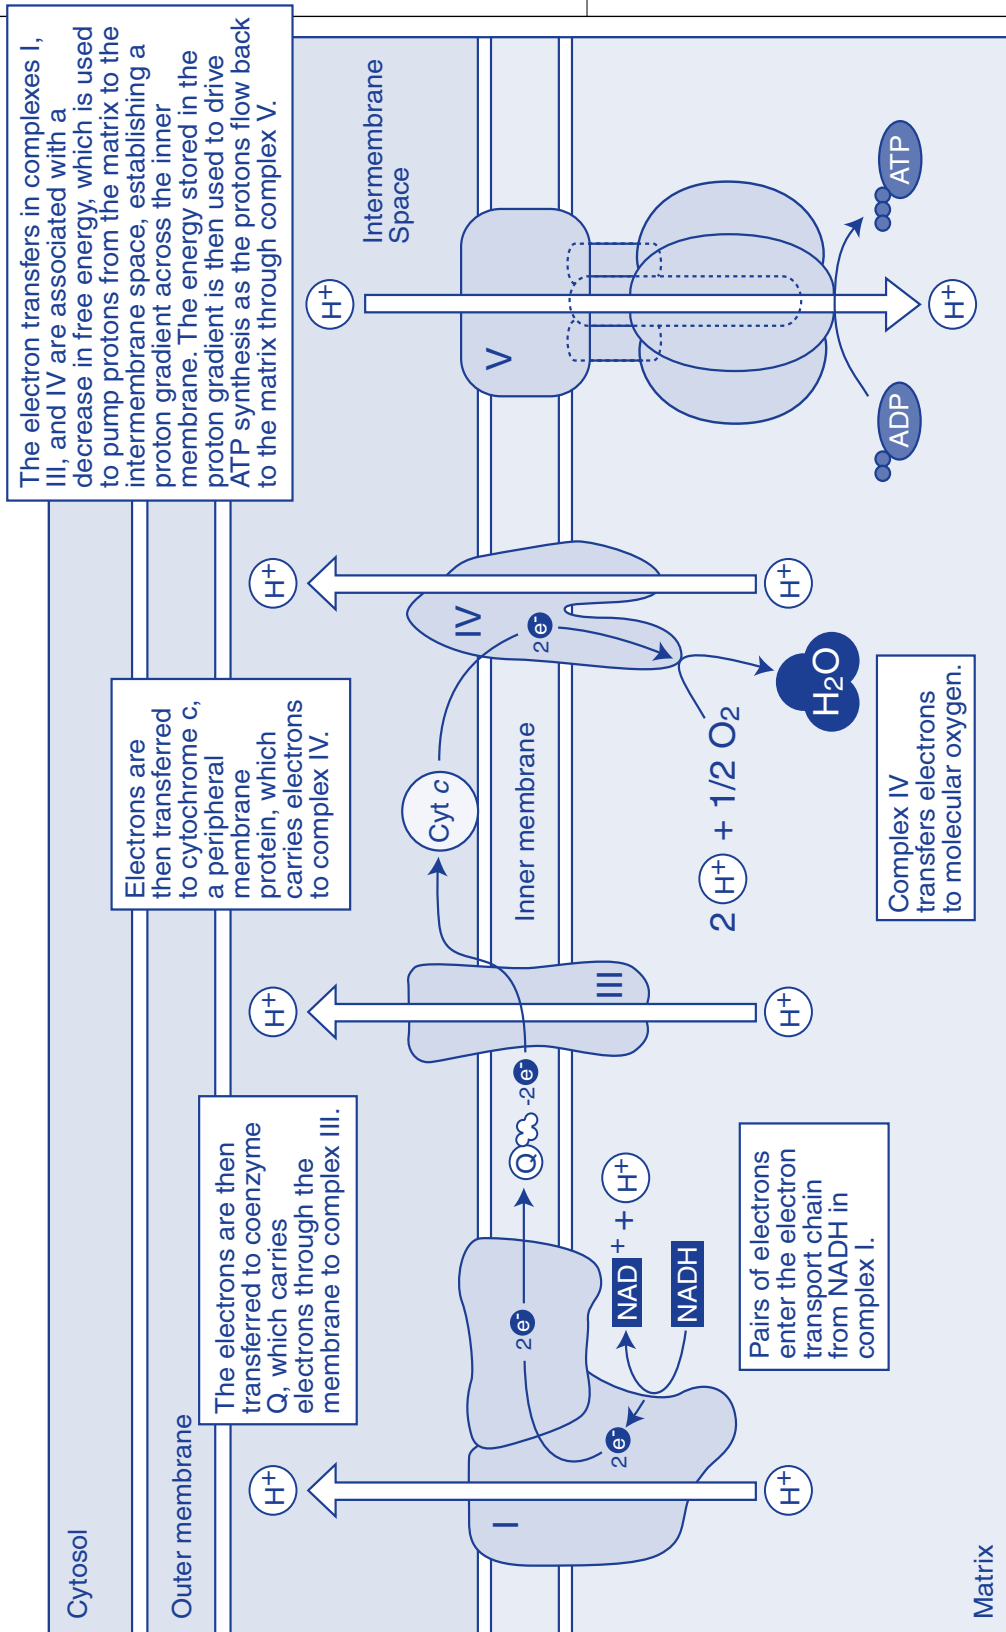 Cytosol
Outer membrane
Intermembrane
Space
Inner membrane
Matrix
Pairs of electrons
enter the electron
transport chain
from NADH in
complex I.
The electrons are then
transferred to coenzyme
Q, which carries
electrons through the
membrane to complex III.
Electrons are
then transferred
to cytochrome c,
a peripheral
membrane
protein, which
carries electrons
to complex IV.
Complex IV
transfers electrons
to molecular oxygen.
The electron transfers in complexes I,
III, and IV are associated with a
decrease in free energy, which is used
to pump protons from the matrix to the
intermembrane space, establishing a
proton gradient across the inner
membrane. The energy stored in the
proton gradient is then used to drive
ATP synthesis as the protons flow back
to the matrix through complex V.
H+
I
H+
2 e-
2 e-
NADH
NAD+ + H+
Q
-2 e-
H+
III
H+
Cyt c
H+
IV
2 e-
H+
2 H+ + 1/2 O2
H2O
H+
V
H+
ADP
ATP